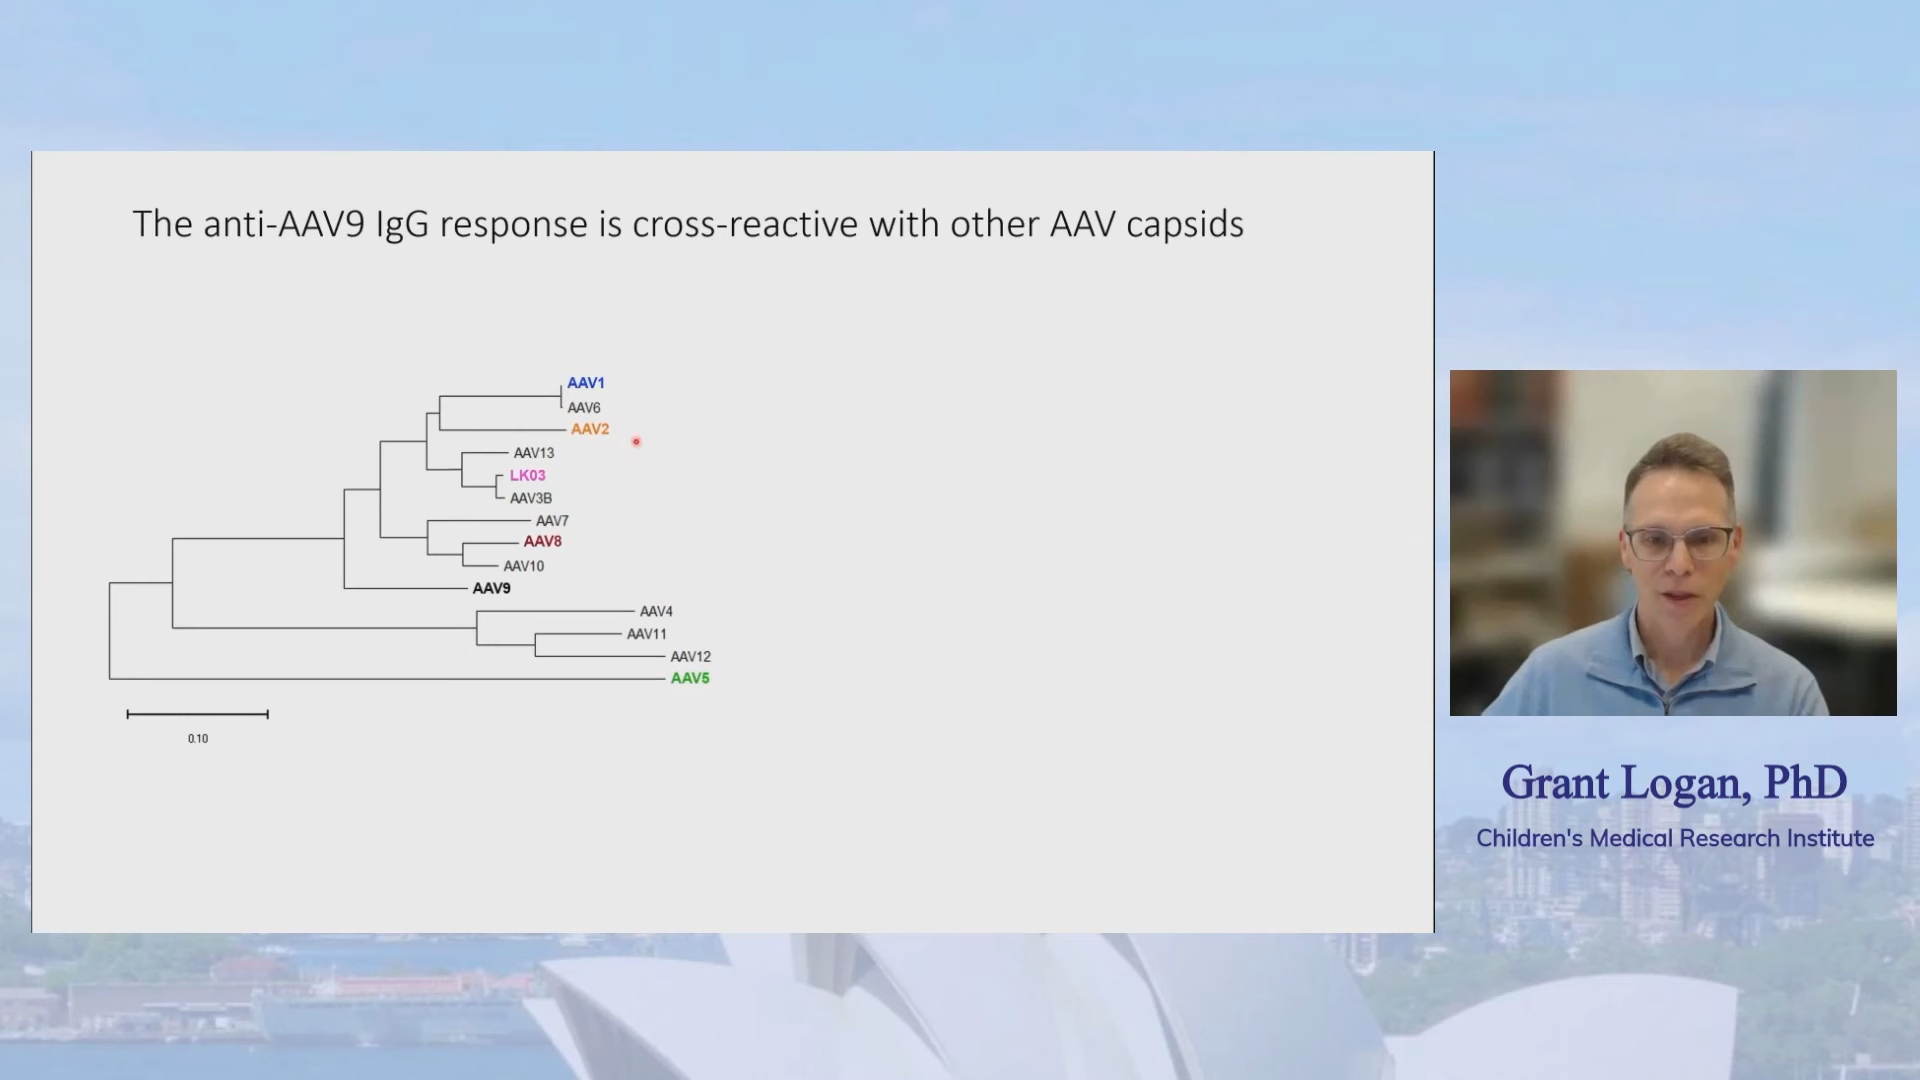 The anti-AAV9 IgG response is cross-reactive with other AAV capsids
AAV1
AAV6
AAV2
AAV13
LK03
AAV3B
AAV7
AAV8
AAV10
AAV9
AAV4
AAV11
AAV12
AAV5
0.10
Grant Logan, PhD
Children's Medical Research Institute